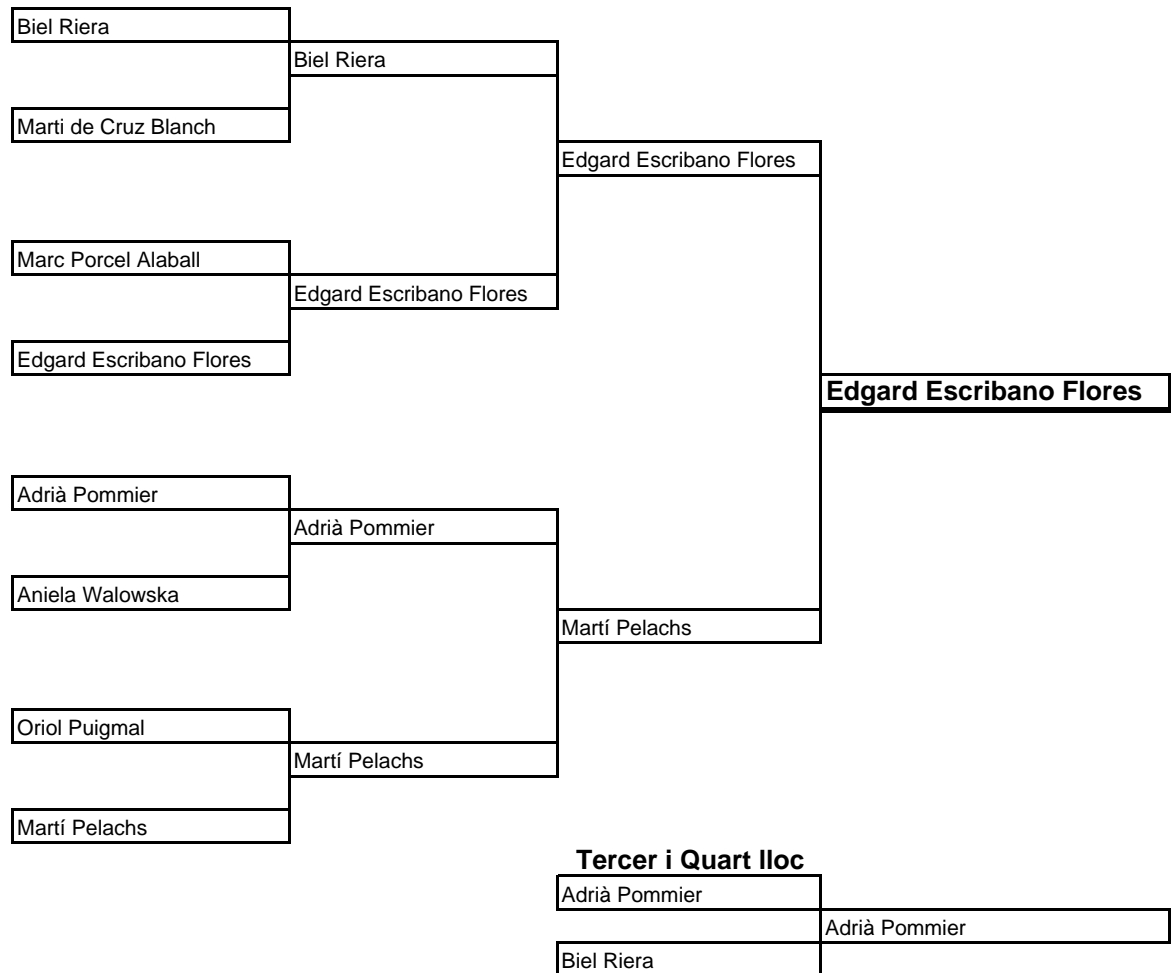 Biel Riera
Biel Riera
Marti de Cruz Blanch
Edgard Escribano Flores
Marc Porcel Alaball
Edgard Escribano Flores
Edgard Escribano Flores
Edgard Escribano Flores
Adrià Pommier
Adrià Pommier
Aniela Walowska
Martí Pelachs
Oriol Puigmal
Martí Pelachs
Martí Pelachs
Tercer i Quart lloc
Adrià Pommier
Adrià Pommier
Biel Riera